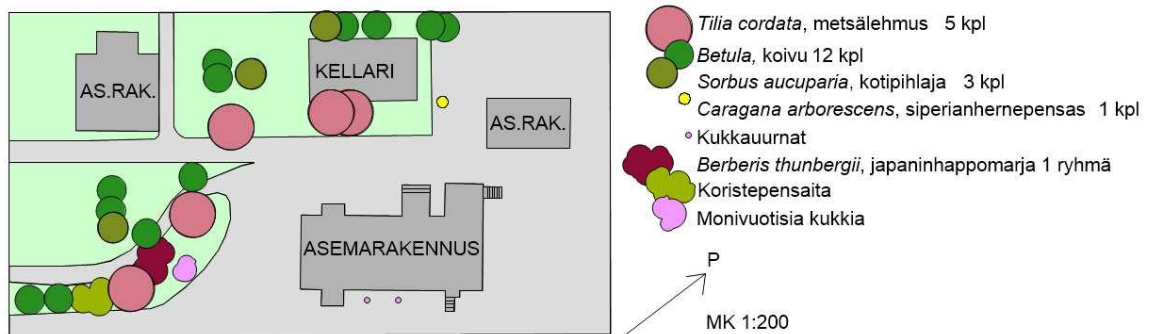 AS.RAK.
KELLARI
AS.RAK.
ASEMARAKENNUS
Tilia cordata, metsälehmus 5 kpl
Betula, koivu 12 kpl
Sorbus aucuparia, kotipihlaja 3 kpl
Caragana arborescens, siperianhernepensas 1 kpl
Kukkauurnat
Berberis thunbergii, japaninhappomarja 1 ryhmä
Koristepensaita
Monivuotisia kukkia
P
MK 1:200